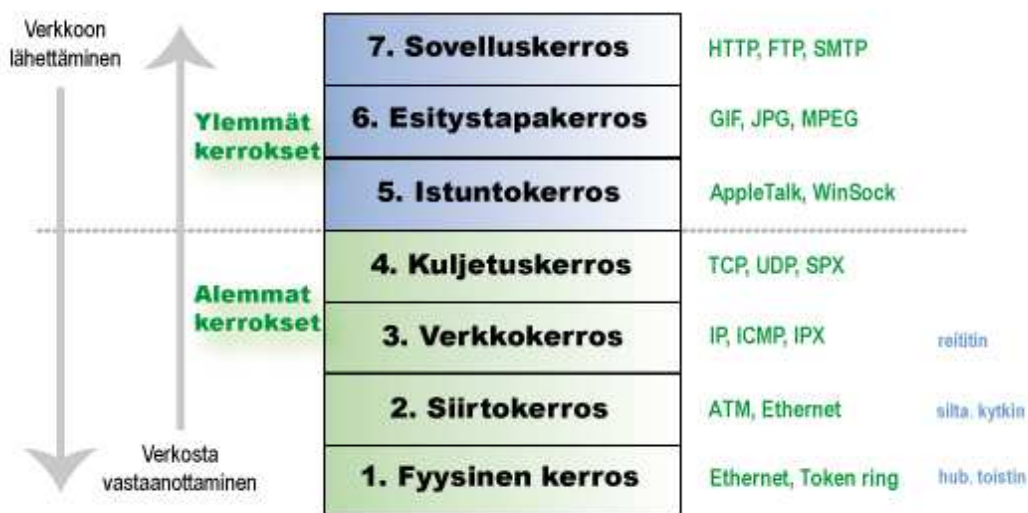 Verkkoon
lähettäminen
7. Sovelluskerros
HTTP, FTP, SMTP
Ylemmät
kerrokset
6. Esitystapakerros
GIF, JPG, MPEG
5. Istuntokerros
AppleTalk, WinSock
Alemmat
kerrokset
4. Kuljetuskerros
TCP, UDP, SPX
3. Verkkokerros
IP, ICMP, IPX
reititin
2. Siirtokerros
ATM, Ethernet
silta. kytkin
Verkosta
vastaanottaminen
1. Fyysinen kerros
Ethernet, Token ring
hub. toistin